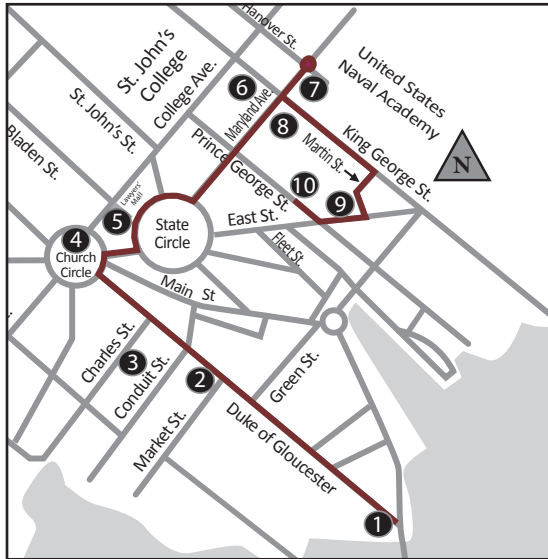 Hanover St.
United States
Naval Academy
St. John's
College
College Ave.
St. John's St.
Bladen St.
6
7
Maryland Ave.
8
King George St.
Martin St.
N
Prince George St.
10
9
Lawyers'
Mall
5
State
Circle
East St.
Fleet St.
4
Church
Circle
Main St
Charles St.
3
Conduit St.
2
Market St.
Green St.
Duke of Gloucester
1